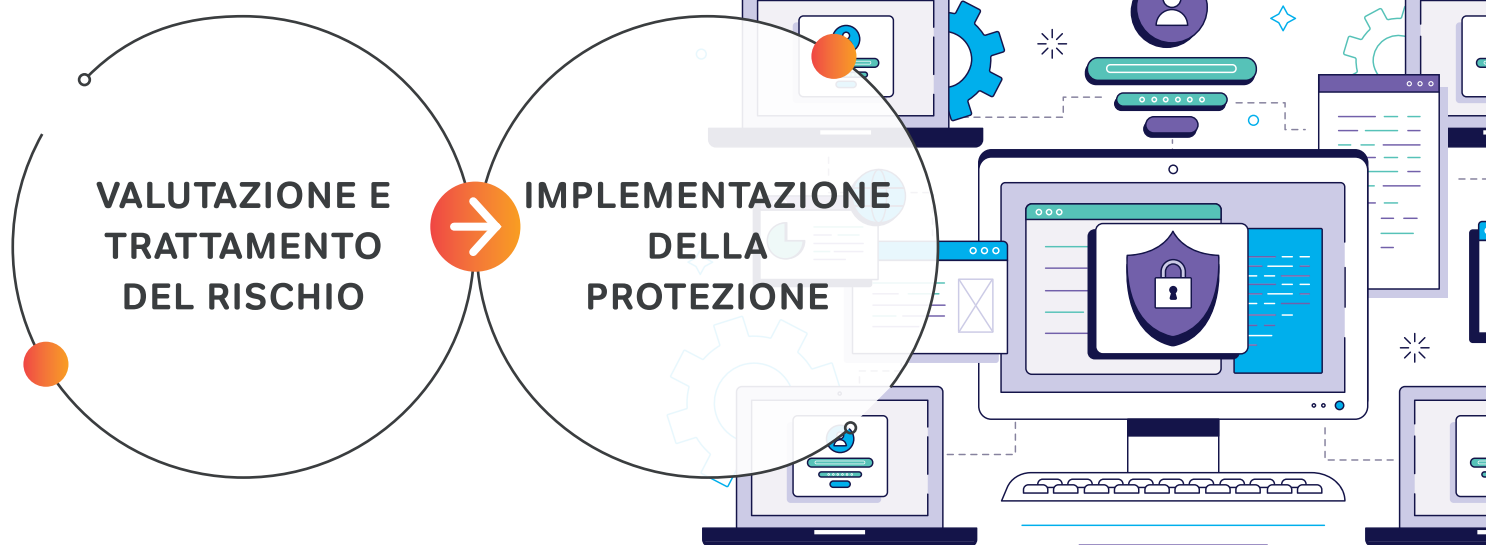 VALUTAZIONE E
TRATTAMENTO
DEL RISCHIO
IMPLEMENTAZIONE
DELLA
PROTEZIONE